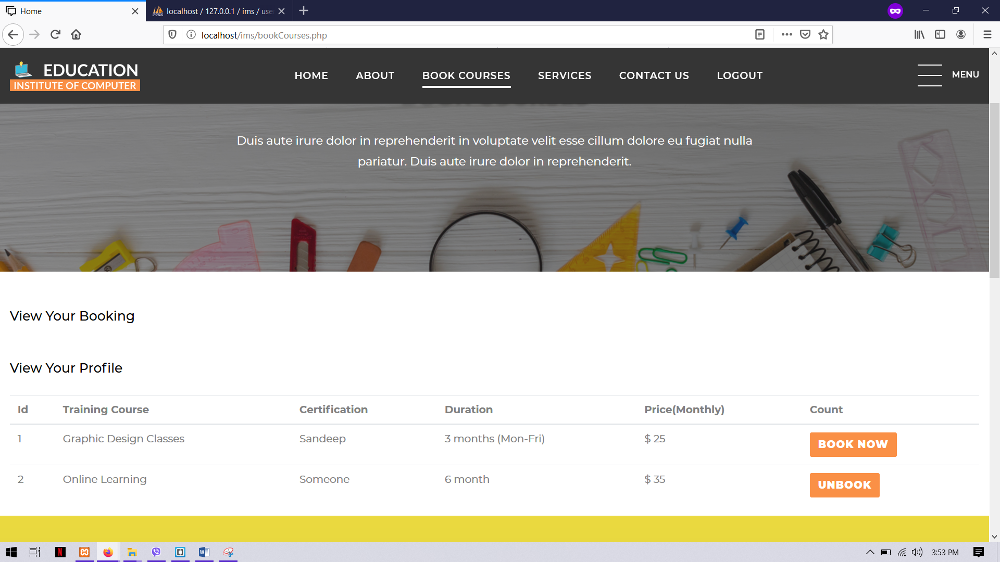 Home
localhost / 127.0.0.1 / ims / use
localhost/ims/bookCourses.php
EDUCATION
INSTITUTE OF COMPUTER
HOME ABOUT BOOK COURSES SERVICES CONTACT US LOGOUT MENU
Duis aute irure dolor in reprehenderit in voluptate velit esse cillum dolore eu fugiat nulla
pariatur. Duis aute irure dolor in reprehenderit.
View Your Booking
View Your Profile
Id Training Course Certification Duration Price(Monthly) Count
1 Graphic Design Classes Sandeep 3 months (Mon-Fri) $ 25 BOOK NOW
2 Online Learning Someone 6 month $ 35 UNBOOK
3:53 PM